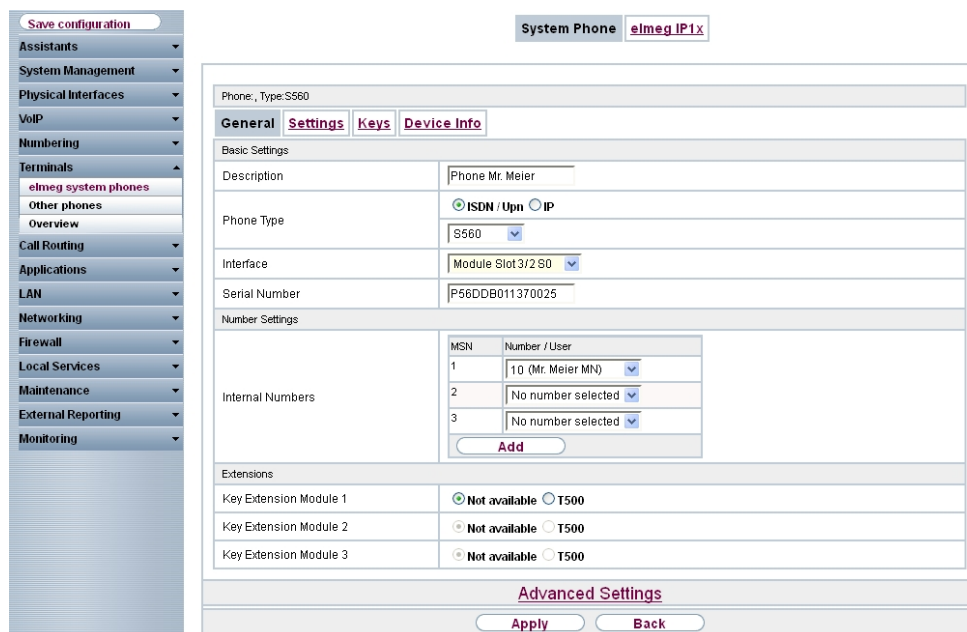 Save configuration
Assistants
System Management
Physical Interfaces
VoIP
Numbering
Terminals
elmeg system phones
Other phones
Overview
Call Routing
Applications
LAN
Networking
Firewall
Local Services
Maintenance
External Reporting
Monitoring
System Phone elmeg IP1x
Phone:, Type:S560
General Settings Keys Device Info
Basic Settings
Description Phone Mr. Meier
Phone Type ISDN / Upn IP
S560
Interface Module Slot 3/2 S0
Serial Number P56DDB011370025
Number Settings
Internal Numbers
MSN Number / User
1 10 (Mr. Meier MN)
2 No number selected
3 No number selected
Add
Extensions
Key Extension Module 1 Not available T500
Key Extension Module 2 Not available T500
Key Extension Module 3 Not available T500
Advanced Settings
Apply Back